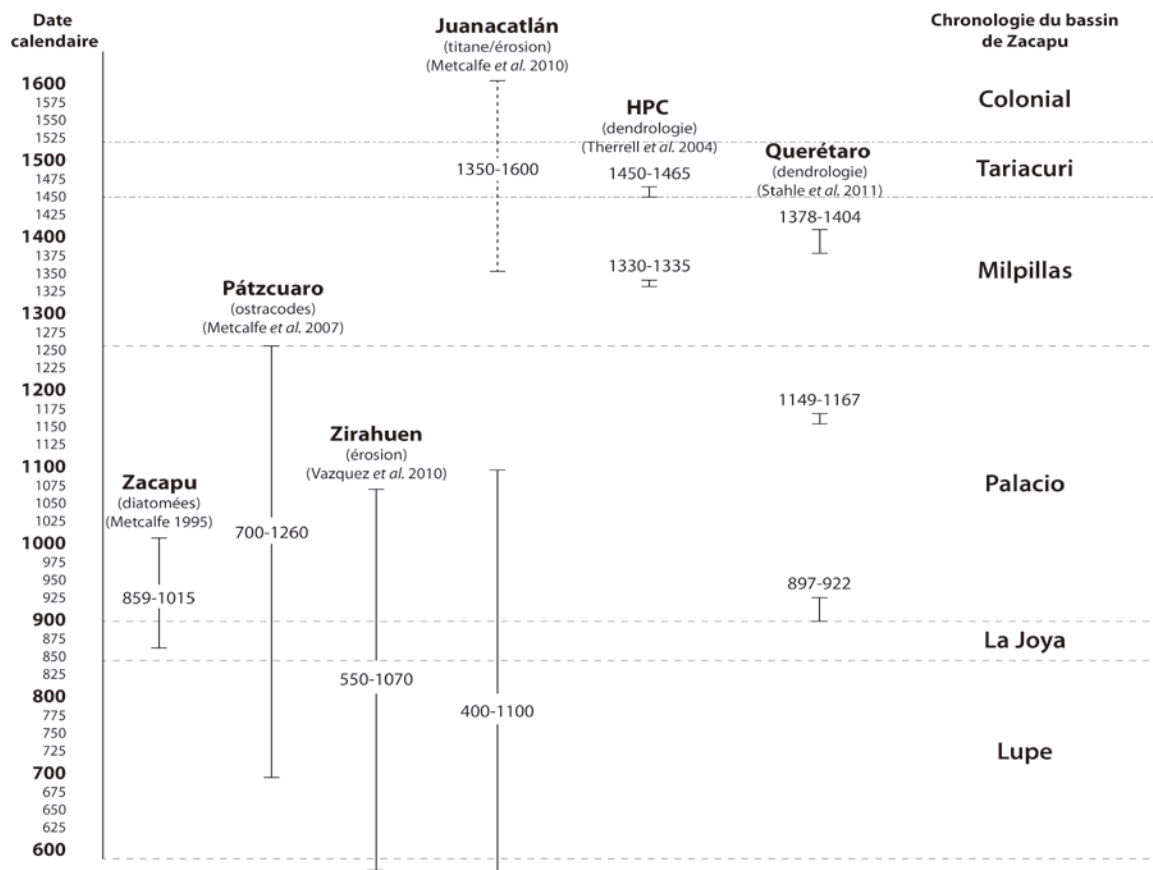 Date
calendaire
Chronologie du bassin
de Zacapu
Juanacatlán
(titane/érosion)
(Metcalfe et al. 2010)
1600
1575
1550
1525
1500
1475
1450
1425
1400
1375
1350
1325
1300
1275
1250
1225
1200
1175
1150
1125
1100
1075
1050
1025
1000
975
950
925
900
875
850
825
800
775
750
725
700
675
650
625
600
Zacapu
(diatomées)
(Metcalfe 1995)
859-1015
Pátzcuaro
(ostracodes)
(Metcalfe et al. 2007)
700-1260
Zirahuen
(érosion)
(Vazquez et al. 2010)
550-1070
1350-1600
400-1100
HPC
(dendrologie)
(Therrell et al. 2004)
1450-1465
1330-1335
Querétaro
(dendrologie)
(Stahle et al. 2011)
1378-1404
1149-1167
897-922
Colonial
Tariacuri
Milpillas
Palacio
La Joya
Lupe